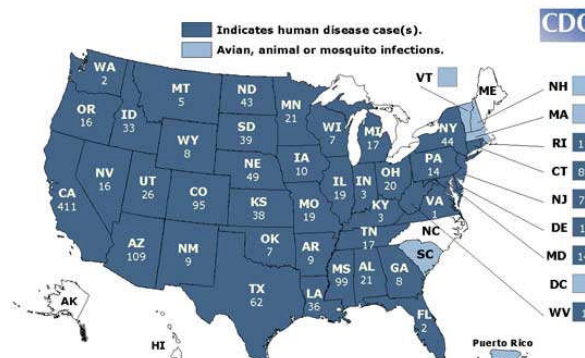 Indicates human disease case(s).
Avian, animal or mosquito infections.
CDC
WA
2
MT
5
ND
43
MN
21
VT
ME
NH
OR
16
ID
33
SD
39
WI
7
MI
17
NY
44
MA
WY
8
RI
NE
49
IA
10
PA
14
CT
8
NV
16
UT
26
CO
95
IL
19
IN
3
OH
20
NJ
7
CA
411
KS
38
MO
19
KY
3
VA
1
DE
MD
AZ
109
NM
9
OK
7
AR
9
TN
17
NC
SC
DC
TX
62
LA
36
MS
99
AL
21
GA
8
WV
FL
2
AK
HI
Puerto Rico